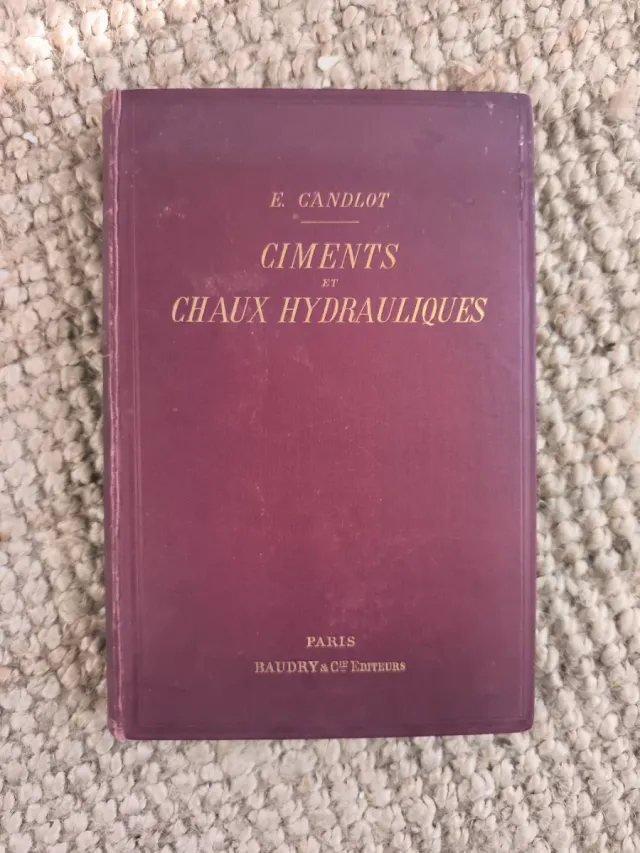 E. CANDLOT
CIMENTS
ET
CHAUX HYDRAULIQUES
PARIS
BAUDRY & CIE EDITEURS